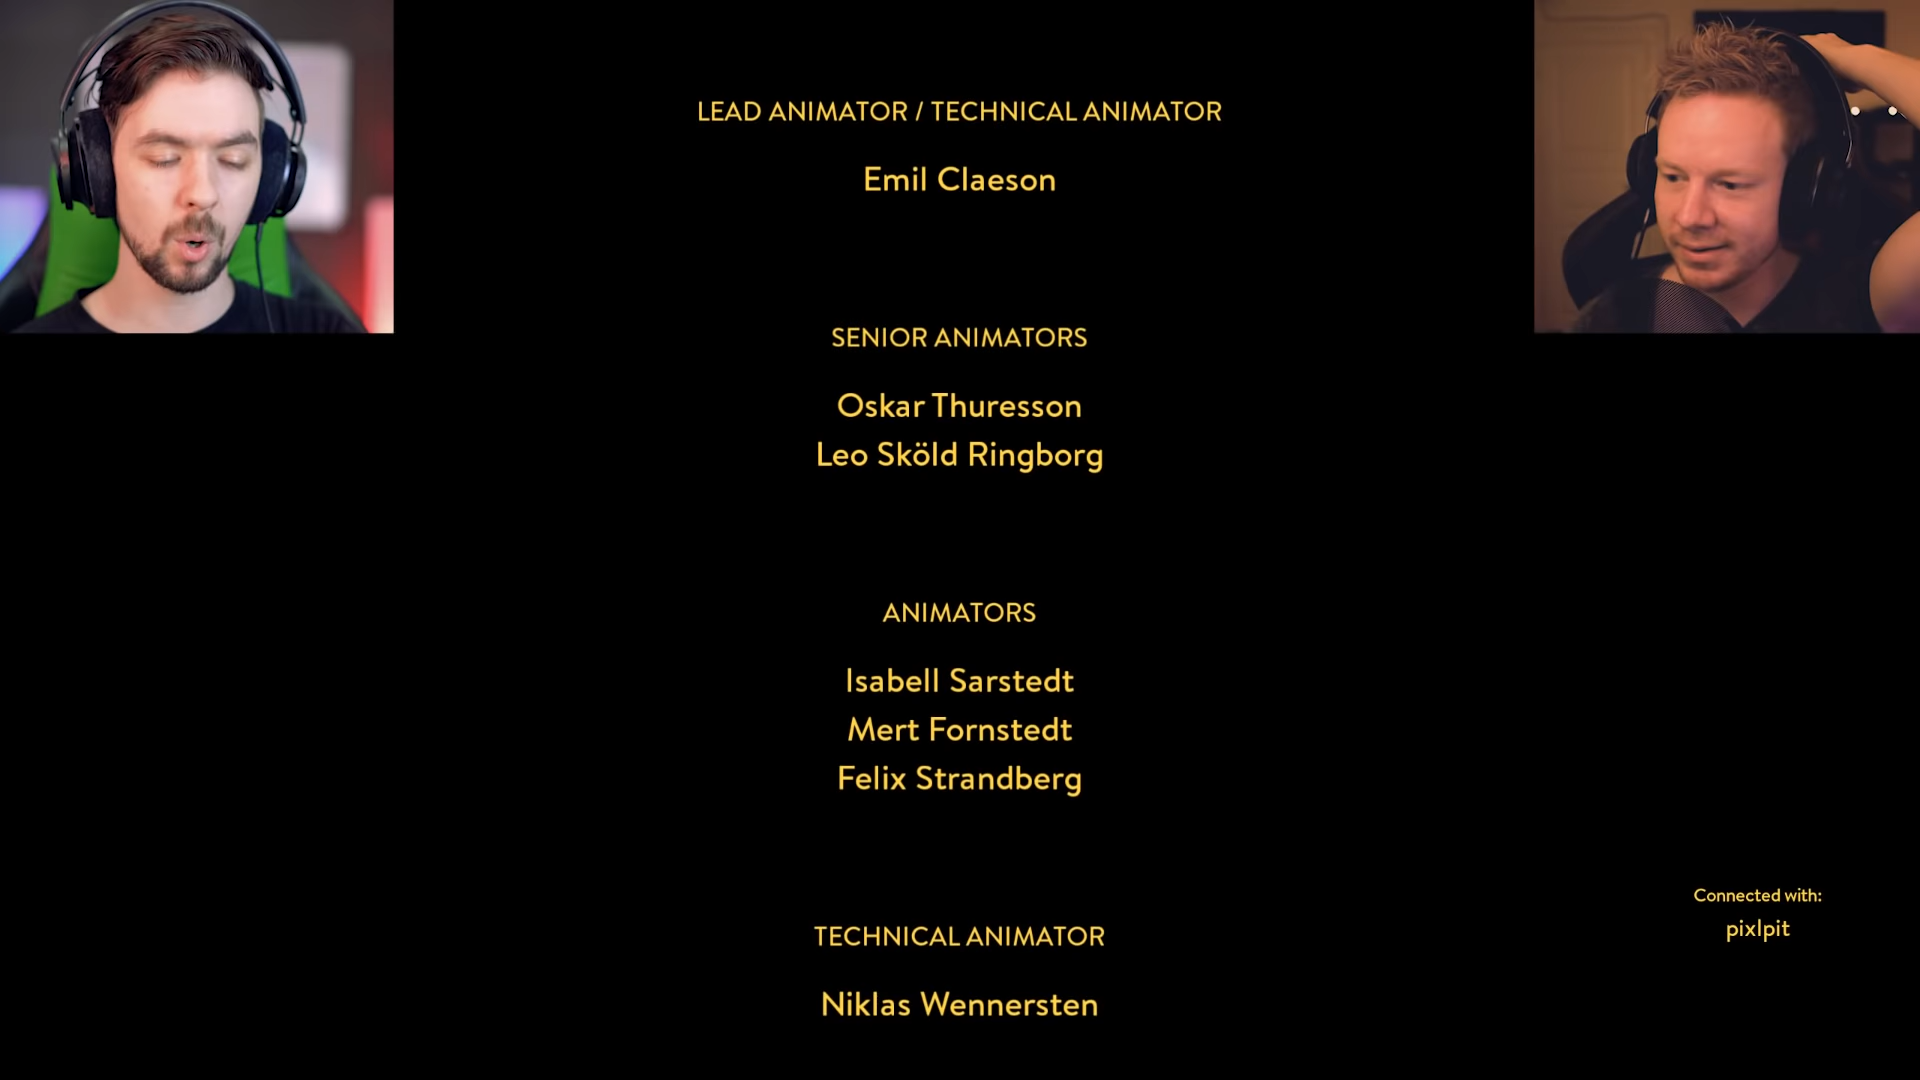 LEAD ANIMATOR / TECHNICAL ANIMATOR
Emil Claeson
SENIOR ANIMATORS
Oskar Thuresson
Leo Sköld Ringborg
ANIMATORS
Isabell Sarstedt
Mert Fornstedt
Felix Strandberg
TECHNICAL ANIMATOR
Niklas Wennersten
Connected with:
pixlpit